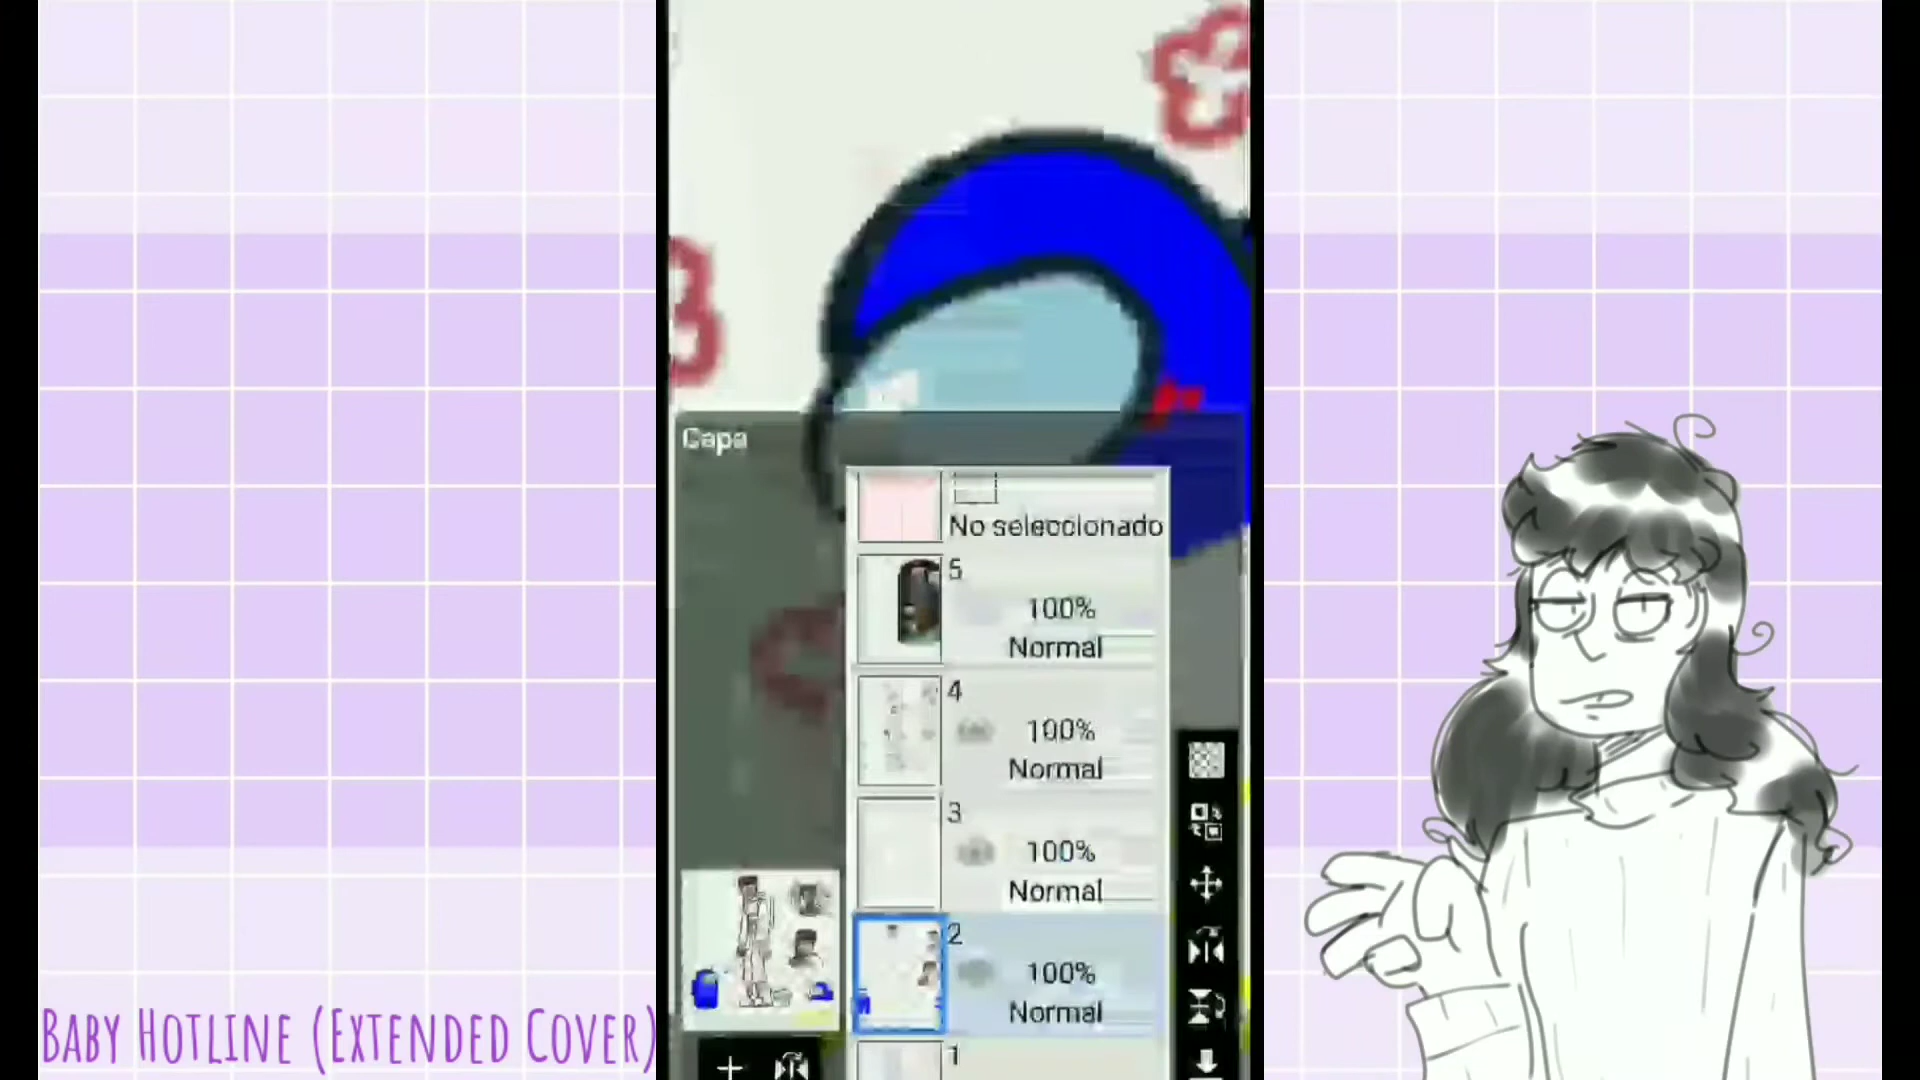 Capa
No seleccionado
5
100%
Normal
4
100%
Normal
3
100%
Normal
2
100%
Normal
1
Baby Hotline (Extended Cover)